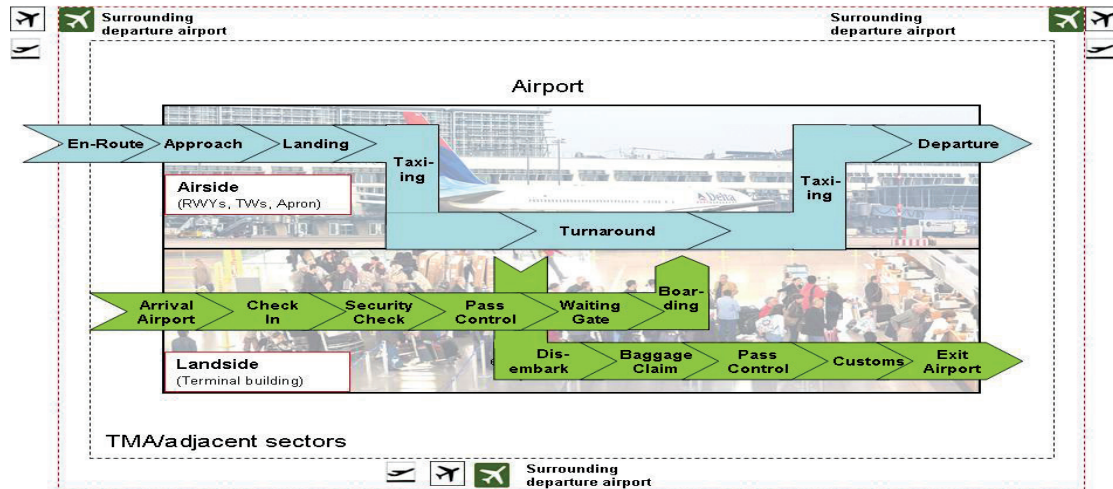 Surrounding
departure airport
Surrounding
departure airport
Airport
En-Route
Approach
Landing
Taxi-
ing
Taxi-
ing
Departure
Airside
(RWYs, TWs, Apron)
Delta
Turnaround
Arrival
Airport
Check
In
Security
Check
Pass
Control
Waiting
Gate
Boar-
ding
Landside
(Terminal building)
Dis-
embark
Baggage
Claim
Pass
Control
Customs
Exit
Airport
TMA/adjacent sectors
Surrounding
departure airport